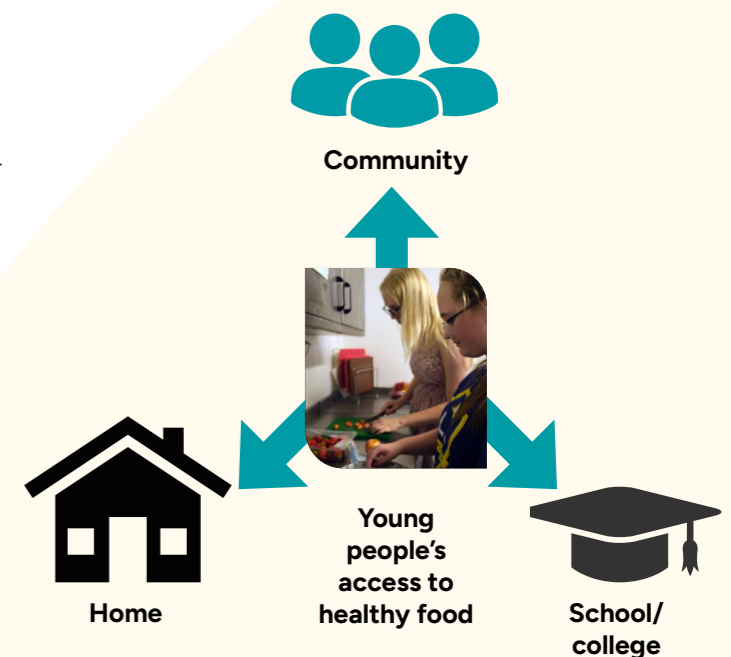 Community
Young
people’s
access to
healthy food
Home
School/
college